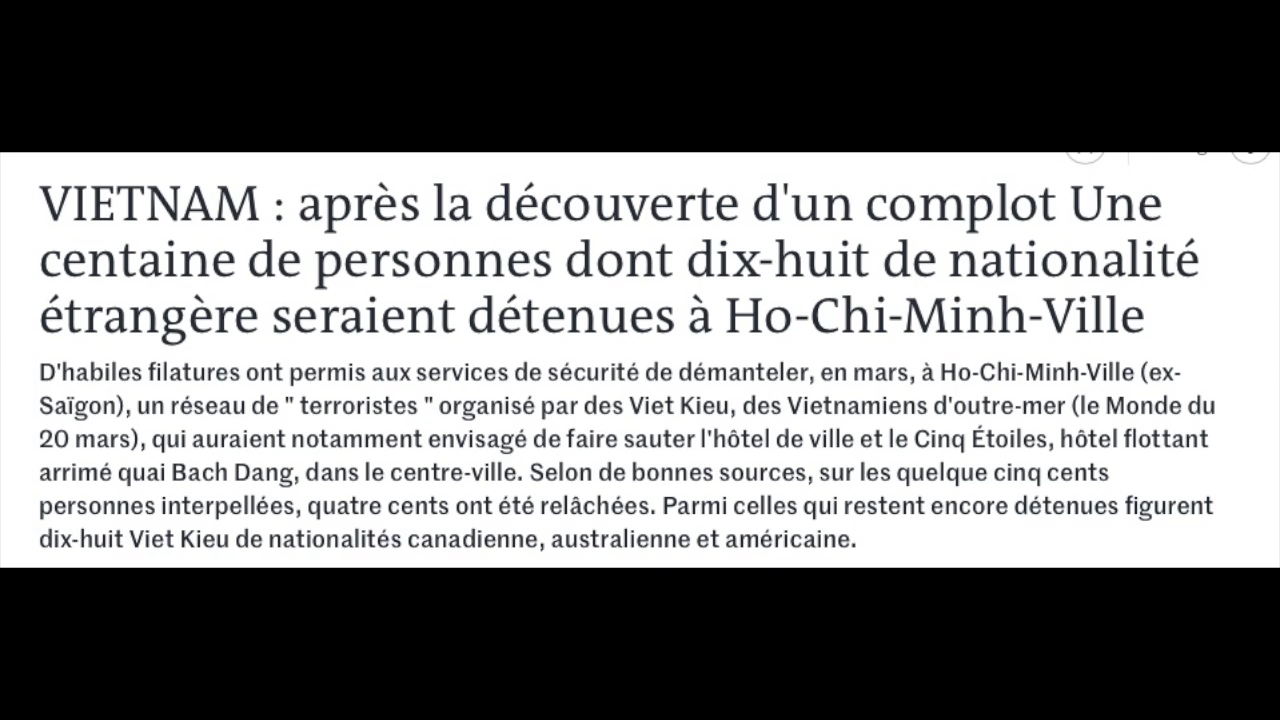 VIETNAM : après la découverte d'un complot Une
centaine de personnes dont dix-huit de nationalité
étrangère seraient détenues à Ho-Chi-Minh-Ville
D'habiles filatures ont permis aux services de sécurité de démanteler, en mars, à Ho-Chi-Minh-Ville (ex-
Saïgon), un réseau de " terroristes " organisé par des Viet Kieu, des Vietnamiens d'outre-mer (le Monde du
20 mars), qui auraient notamment envisagé de faire sauter l'hôtel de ville et le Cinq Étoiles, hôtel flottant
arrimé quai Bach Dang, dans le centre-ville. Selon de bonnes sources, sur les quelque cinq cents
personnes interpellées, quatre cents ont été relâchées. Parmi celles qui restent encore détenues figurent
dix-huit Viet Kieu de nationalités canadienne, australienne et américaine.